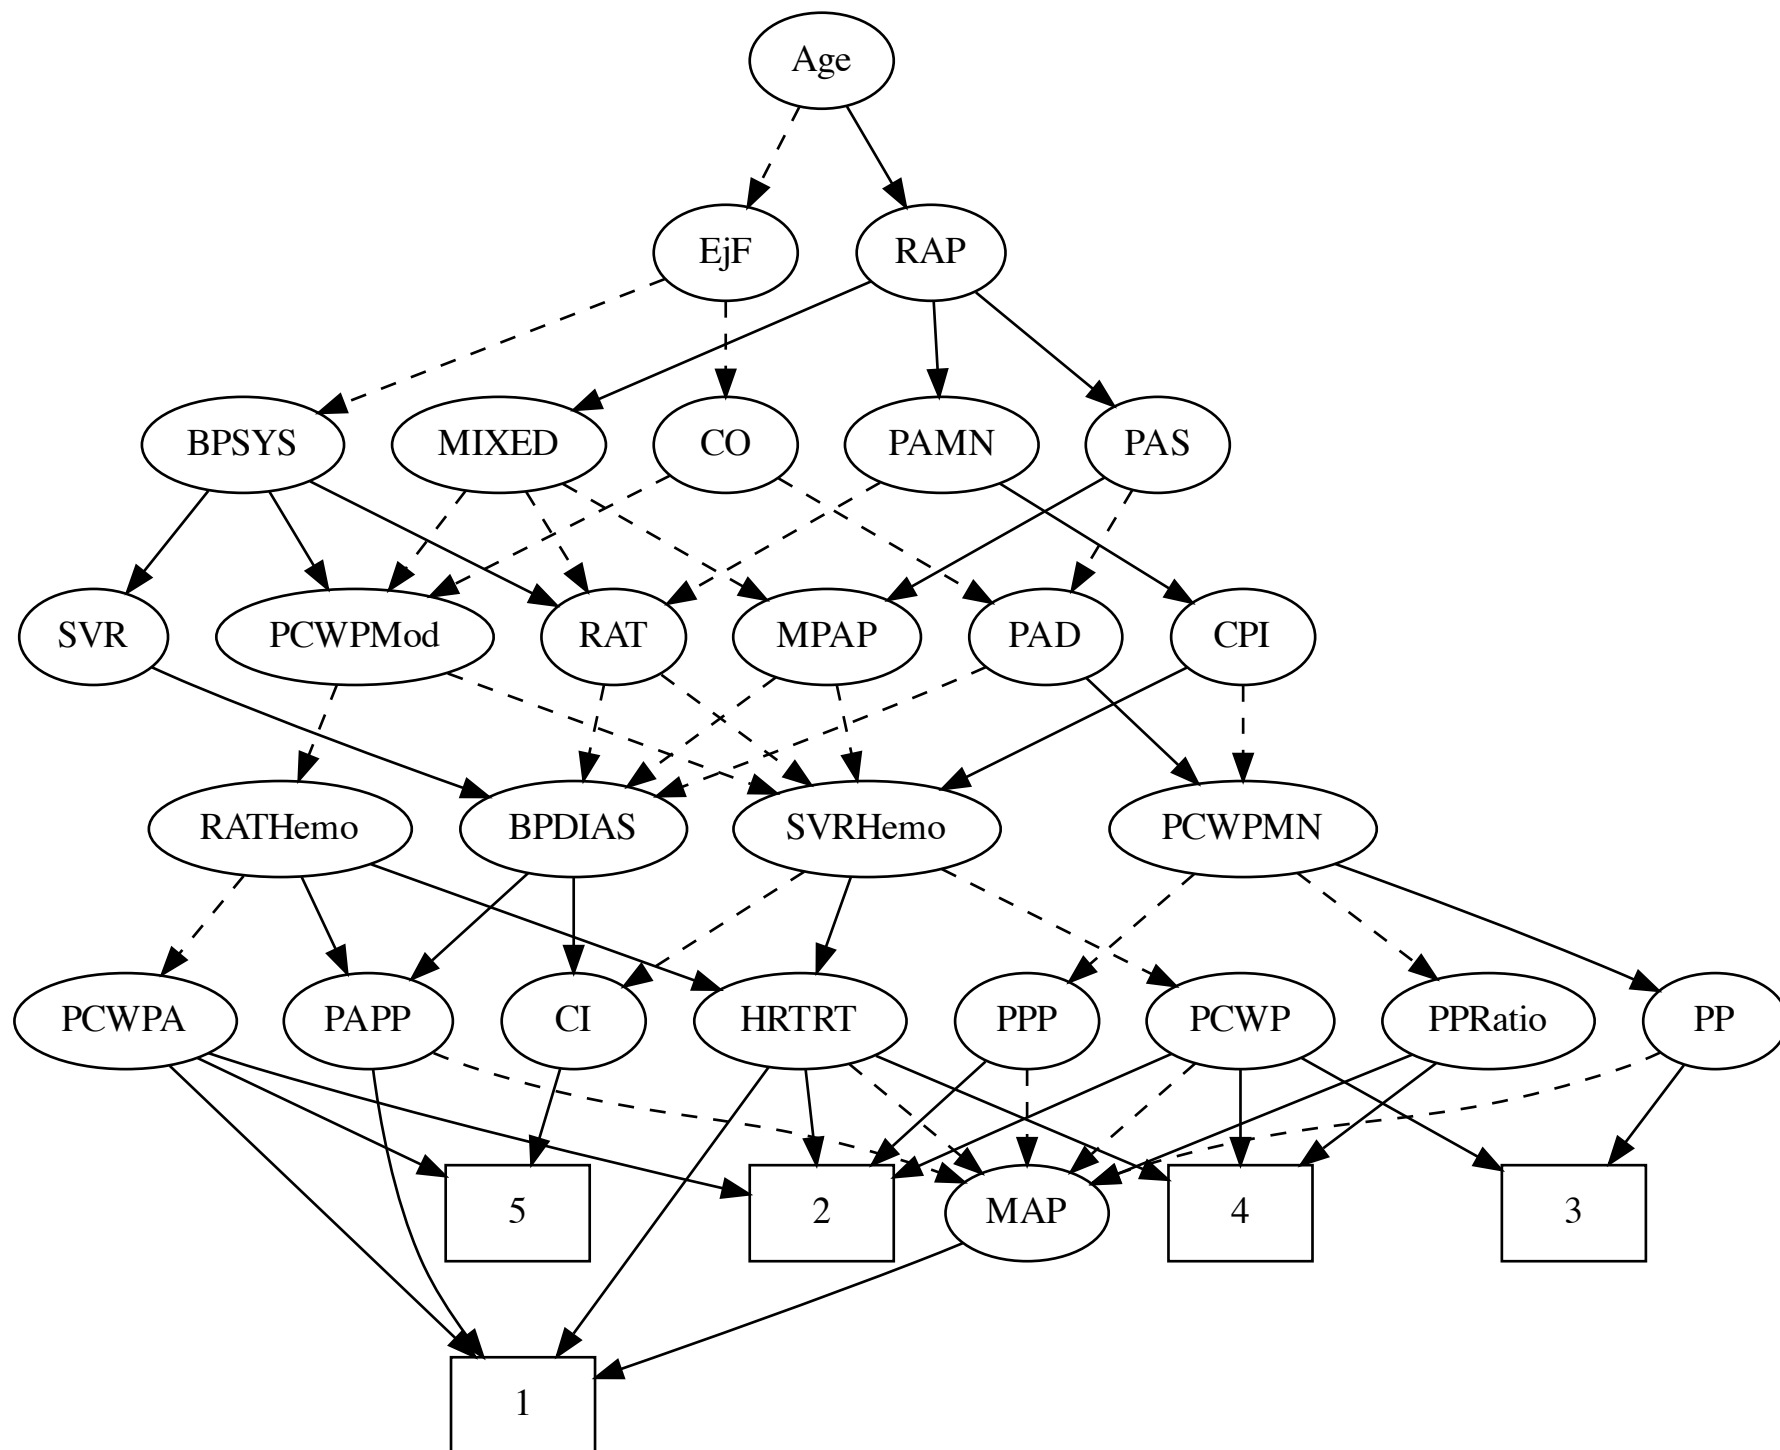 Age
EjF
RAP
BPSYS
MIXED
CO
PAMN
PAS
SVR
PCWPMod
RAT
MPAP
PAD
CPI
RATHemo
BPDIAS
SVRHemo
PCWPMN
PCWPA
PAPP
CI
HRTRT
PPP
PCWP
PPRatio
PP
5
2
MAP
4
3
1